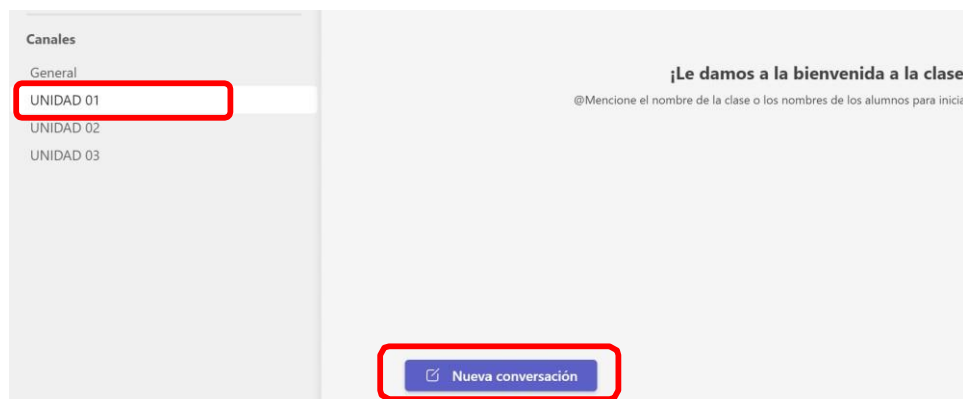 Canales
General
UNIDAD 01
UNIDAD 02
UNIDAD 03
¡Le damos a la bienvenida a la clase
@Mencione el nombre de la clase o los nombres de los alumnos para inicia
Nueva conversación